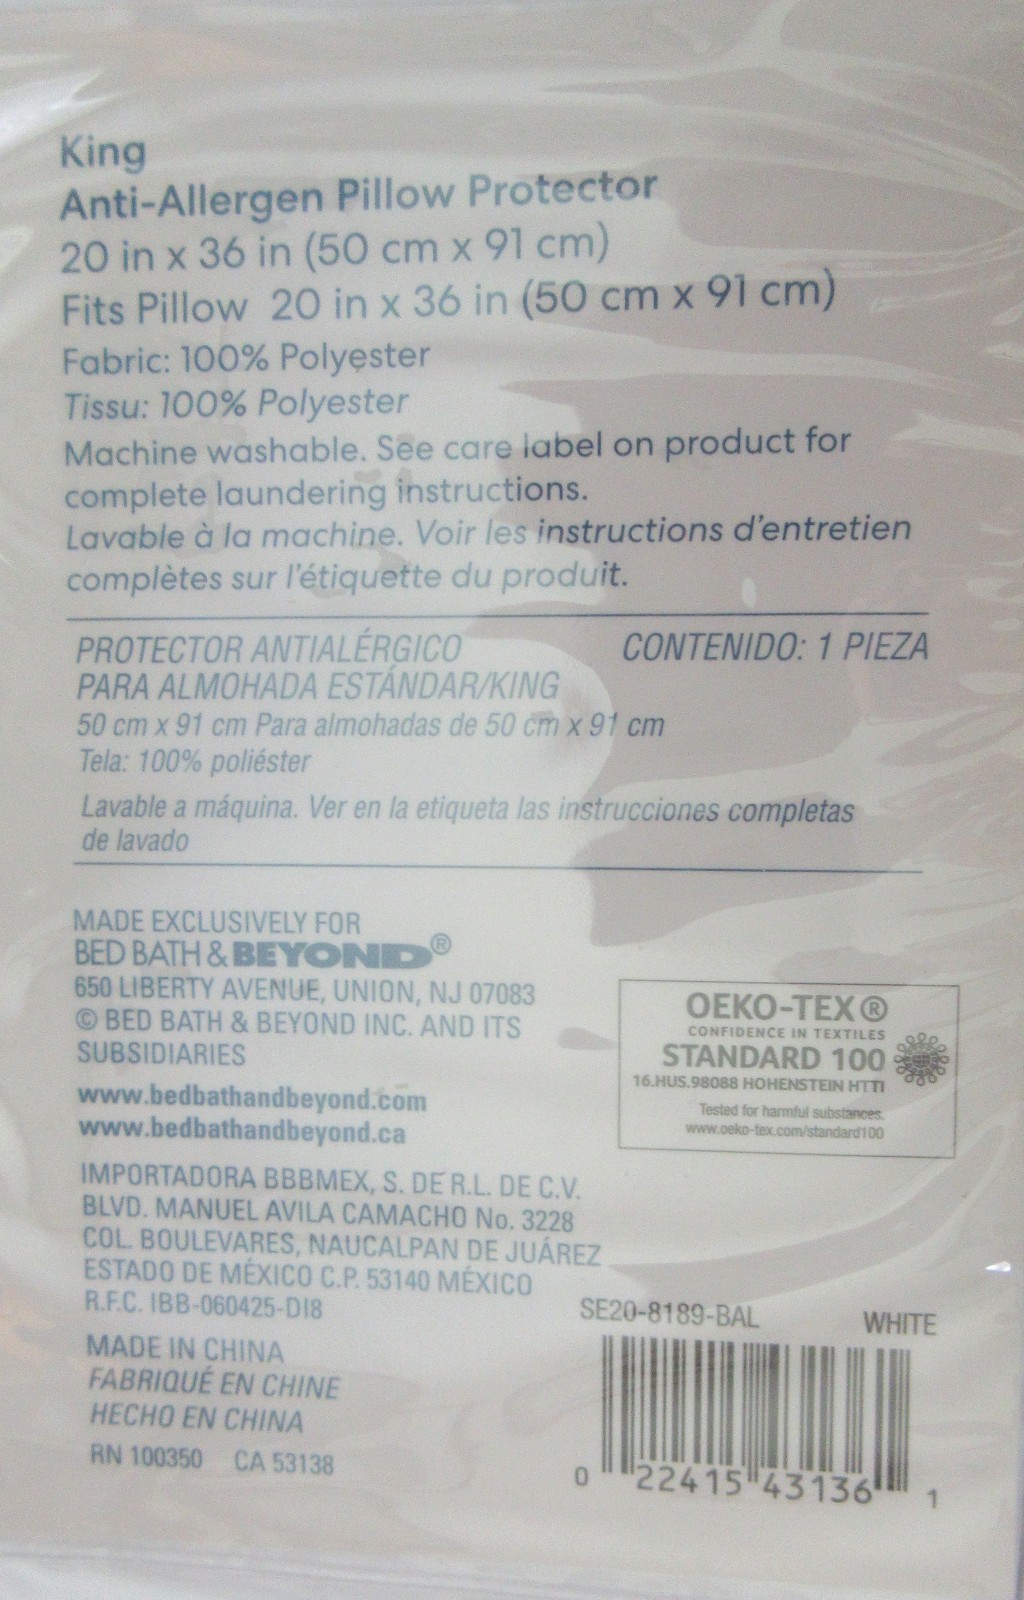 King
Anti-Allergen Pillow Protector
20 in x 36 in (50 cm x 91 cm)
Fits Pillow 20 in x 36 in (50 cm x 91 cm)
Fabric: 100% Polyester
Tissu: 100% Polyester
Machine washable. See care label on product for
complete laundering instructions.
Lavable à la machine. Voir les instructions d'entretien
complètes sur l'étiquette du produit.
PROTECTOR ANTIALÉRGICO CONTENIDO: 1 PIEZA
PARA ALMOHADA ESTÁNDAR/KING
50 cm x 91 cm Para almohadas de 50 cm x 91 cm
Tela: 100% poliéster
Lavable a máquina. Ver en la etiqueta las instrucciones completas
de lavado
MADE EXCLUSIVELY FOR
BED BATH & BEYOND®
650 LIBERTY AVENUE, UNION, NJ 07083
© BED BATH & BEYOND INC. AND ITS
SUBSIDIARIES
www.bedbathandbeyond.com
www.bedbathandbeyond.ca
OEKO-TEX®
CONFIDENCE IN TEXTILES
STANDARD 100
16.HUS.98088 HOHENSTEIN HTTI
Tested for harmful substances.
www.oeko-tex.com/standard100
IMPORTADORA BBBMEX, S. DE R.L. DE C.V.
BLVD. MANUEL AVILA CAMACHO No. 3228
COL. BOULEVARES, NAUCALPAN DE JUÁREZ
ESTADO DE MÉXICO C.P. 53140 MÉXICO
R.F.C. IBB-060425-DI8
MADE IN CHINA
FABRIQUÉ EN CHINE
HECHO EN CHINA
RN 100350 CA 53138
SE20-8189-BAL WHITE
0 22415 43136 1